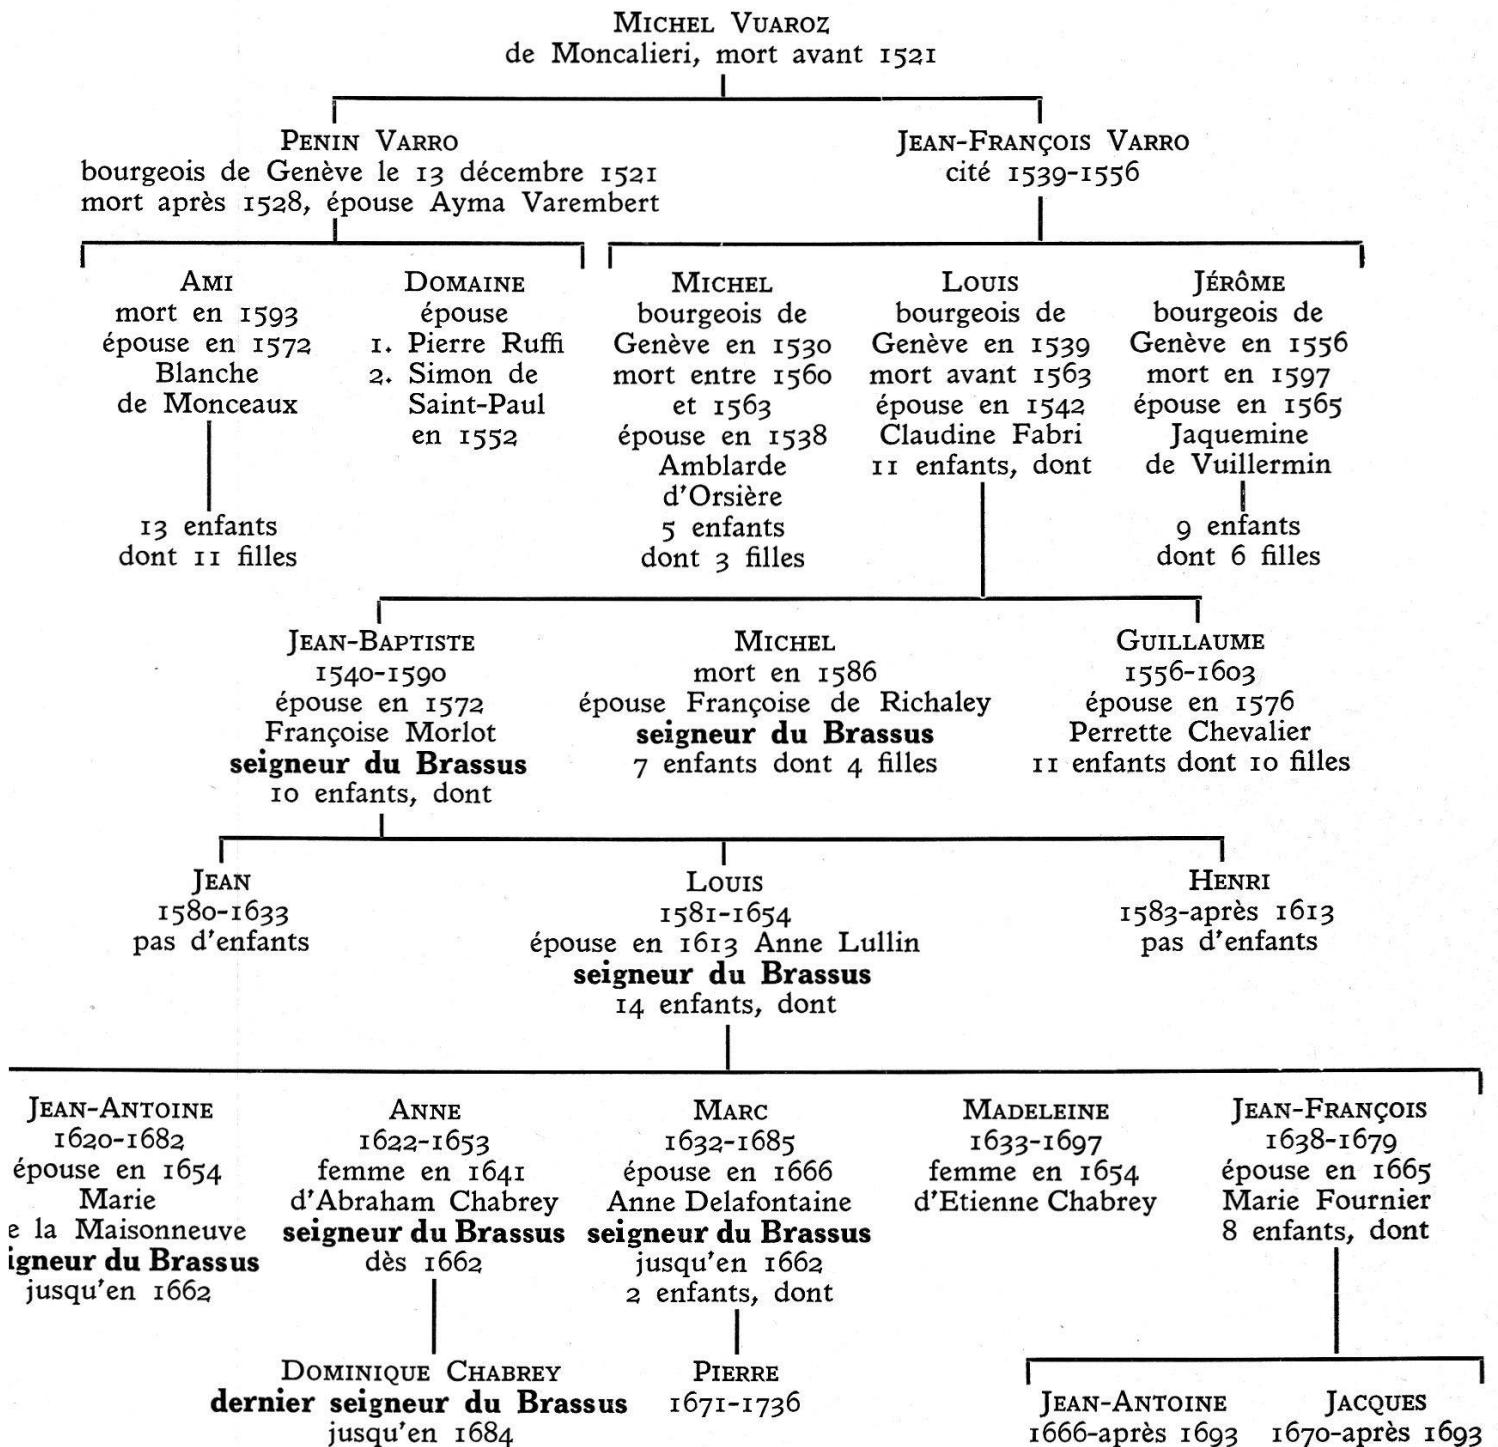 MICHEL VUAROZ
de Moncalieri, mort avant 1521
PENIN VARRO
bourgeois de Genève le 13 décembre 1521
mort après 1528, épouse Ayma Varembert
JEAN-FRANÇOIS VARRO
cité 1539-1556
AMI
mort en 1593
épouse en 1572
Blanche
de Monceaux
13 enfants
dont 11 filles
DOMAINE
épouse
1. Pierre Ruffi
2. Simon de
Saint-Paul
en 1552
MICHEL
bourgeois de
Genève en 1530
mort entre 1560
et 1563
épouse en 1538
Amblarde
d'Orsière
5 enfants
dont 3 filles
LOUIS
bourgeois de
Genève en 1539
mort avant 1563
épouse en 1542
Claudine Fabri
11 enfants, dont
JÉRÔME
bourgeois de
Genève en 1556
mort en 1597
épouse en 1565
Jaquemine
de Vuillermin
9 enfants
dont 6 filles
JEAN-BAPTISTE
1540-1590
épouse en 1572
Françoise Morlot
seigneur du Brassus
10 enfants, dont
MICHEL
mort en 1586
épouse Françoise de Richaley
seigneur du Brassus
7 enfants dont 4 filles
GUILLAUME
1556-1603
épouse en 1576
Perrette Chevalier
11 enfants dont 10 filles
JEAN
1580-1633
pas d'enfants
LOUIS
1581-1654
épouse en 1613 Anne Lullin
seigneur du Brassus
14 enfants, dont
HENRI
1583-après 1613
pas d'enfants
JEAN-ANTOINE
1620-1682
épouse en 1654
Marie
e la Maisonneuve
igneur du Brassus
jusqu'en 1662
ANNE
1622-1653
femme en 1641
d'Abraham Chabrey
seigneur du Brassus
dès 1662
MARC
1632-1685
épouse en 1666
Anne Delafontaine
seigneur du Brassus
jusqu'en 1662
2 enfants, dont
MADELEINE
1633-1697
femme en 1654
d'Etienne Chabrey
JEAN-FRANÇOIS
1638-1679
épouse en 1665
Marie Fournier
8 enfants, dont
DOMINIQUE CHABREY
dernier seigneur du Brassus
jusqu'en 1684
PIERRE
1671-1736
JEAN-ANTOINE
1666-après 1693
JACQUES
1670-après 1693